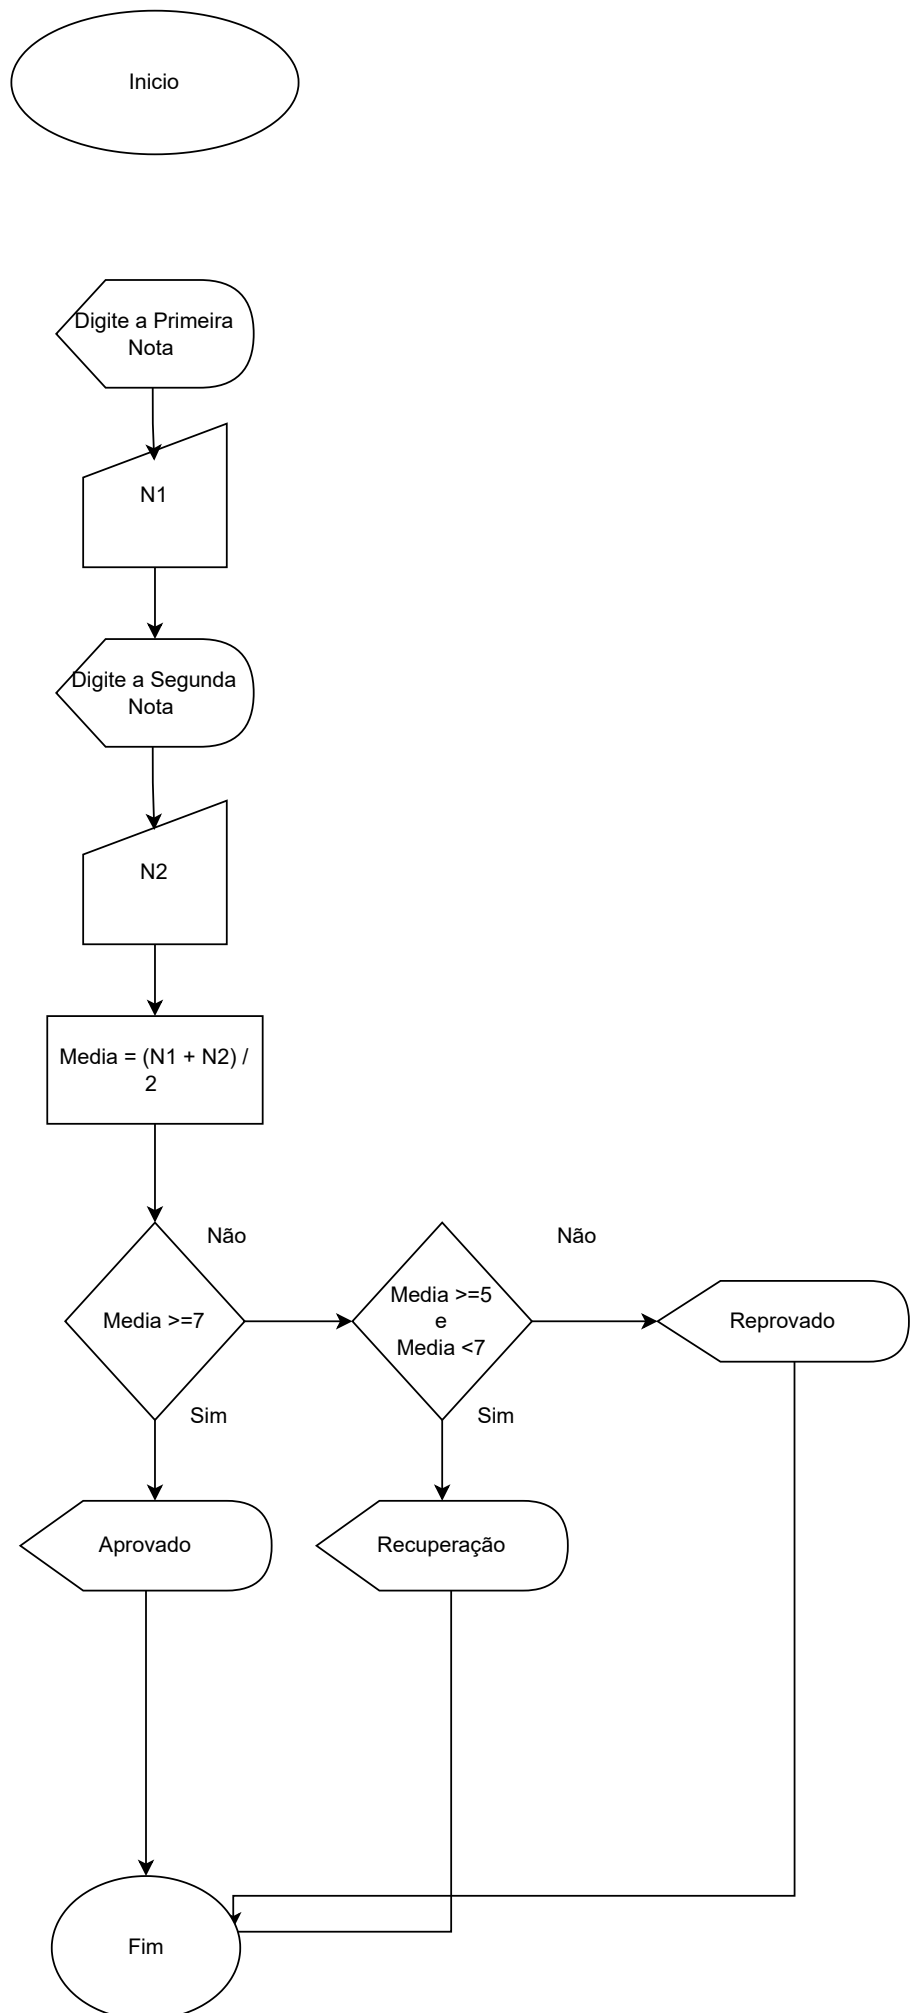 Inicio
Digite a Primeira
Nota
N1
Digite a Segunda
Nota
N2
Media = (N1 + N2) /
2
Não
Não
Media >=7
Media >=5
e
Media <7
Reprovado
Sim
Sim
Aprovado
Recuperação
Fim